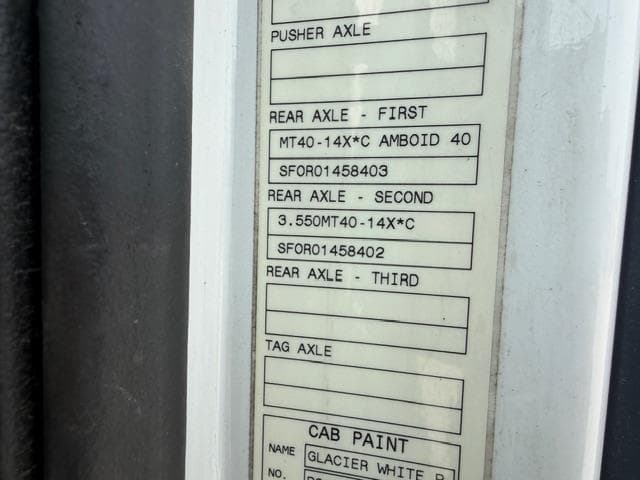 PUSHER AXLE
REAR AXLE - FIRST
MT40-14X*C AMBOID 40
SFOR01458403
REAR AXLE - SECOND
3.550MT40-14X*C
SFOR01458402
REAR AXLE - THIRD
TAG AXLE
CAB PAINT
NAME GLACIER WHITE
NO.